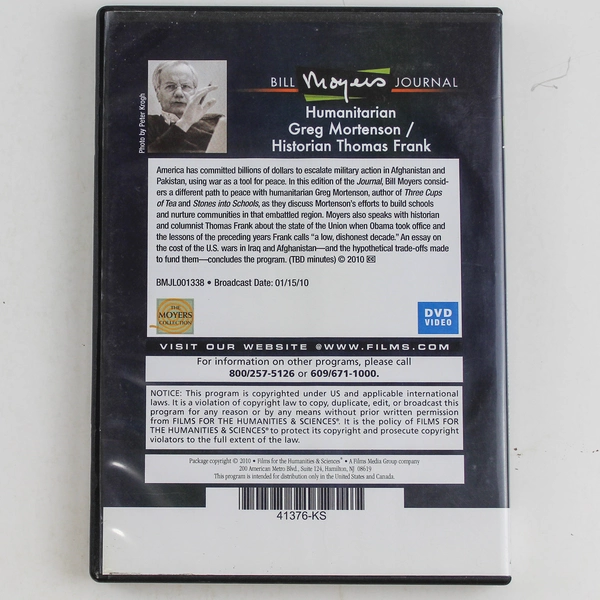 Photo by Peter Krogh
BILL Moyers JOURNAL
Humanitarian
Greg Mortenson /
Historian Thomas Frank
America has committed billions of dollars to escalate military action in Afghanistan and
Pakistan, using war as a tool for peace. In this edition of the Journal, Bill Moyers consid-
ers a different path to peace with humanitarian Greg Mortenson, author of Three Cups
of Tea and Stones into Schools, as they discuss Mortenson's efforts to build schools
and nurture communities in that embattled region. Moyers also speaks with historian
and columnist Thomas Frank about the state of the Union when Obama took office and
the lessons of the preceding years Frank calls "a low, dishonest decade." An essay on
the cost of the U.S. wars in Iraq and Afghanistan—and the hypothetical trade-offs made
to fund them—concludes the program. (TBD minutes) © 2010 CC
BMJL001338 • Broadcast Date: 01/15/10
THE
MOYERS
COLLECTION
DVD
VIDEO
VISIT OUR WEBSITE @WWW.FILMS.COM
For information on other programs, please call
800/257-5126 or 609/671-1000.
NOTICE: This program is copyrighted under US and applicable international
laws. It is a violation of copyright law to copy, duplicate, edit, or broadcast this
program for any reason or by any means without prior written permission
from FILMS FOR THE HUMANITIES & SCIENCES®. It is the policy of FILMS FOR
THE HUMANITIES & SCIENCES® to protect its copyright and prosecute copyright
violators to the full extent of the law.
Package copyright © 2010 • Films for the Humanities & Sciences® • A Films Media Group company
200 American Metro Blvd., Suite 124, Hamilton, NJ 08619
This program is intended for distribution only in the United States and Canada.
41376-KS